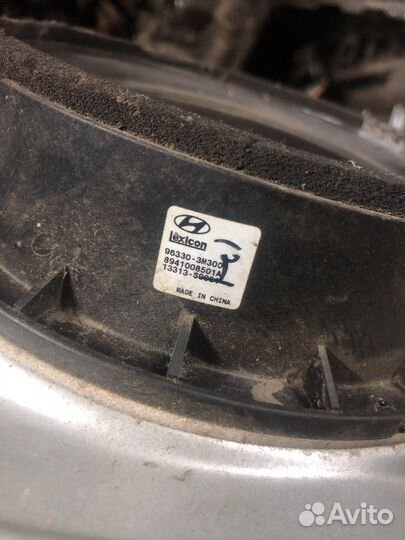 Lexicon
96330-3M300
8941008501A
MADE IN CHINA
Avito